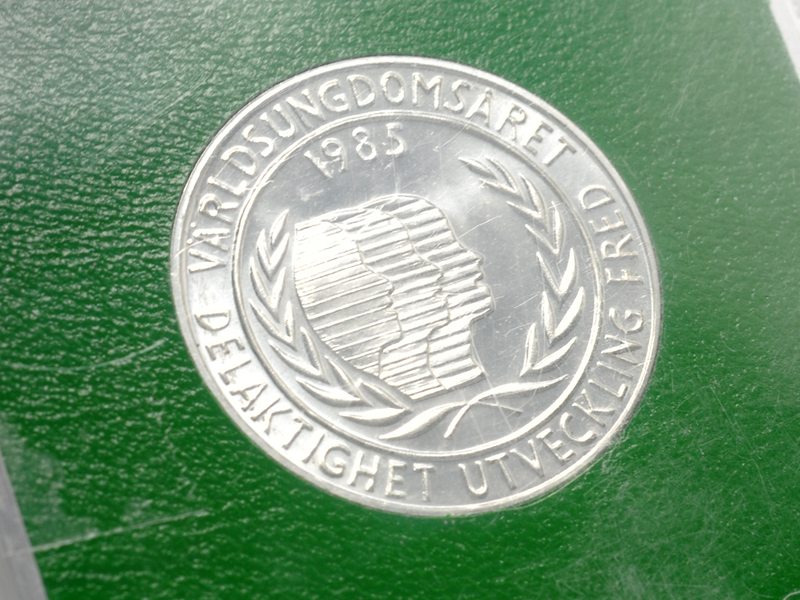 VÄRLDSUNGDOMSÅRET
1985
DELAKTIGHET UTVECKLING FRED